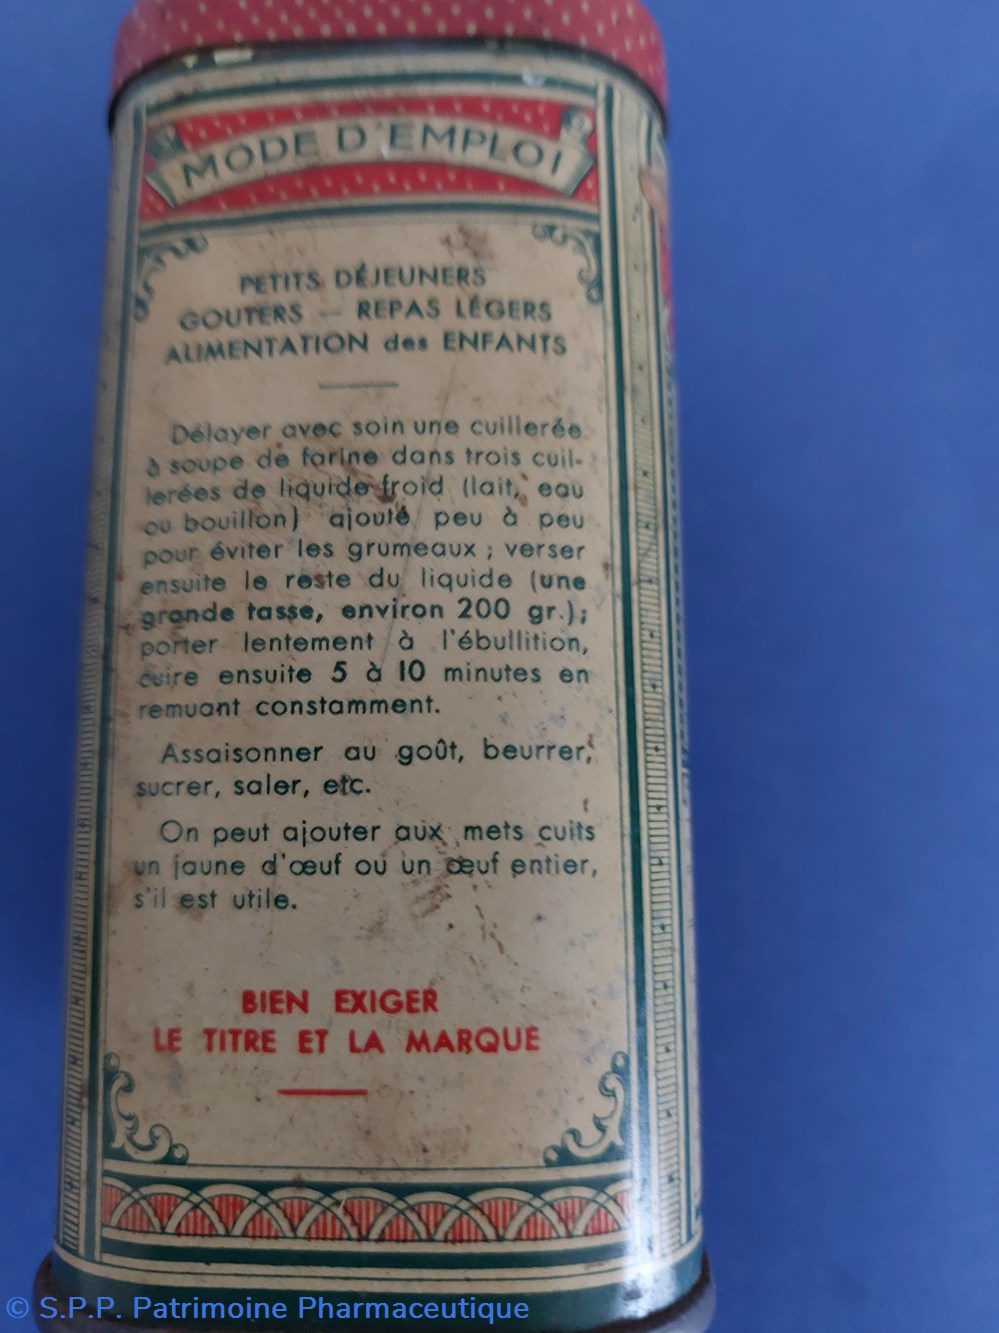 MODE D'EMPLOI
PETITS DÉJEUNERS
GOUTERS — REPAS LÉGERS
ALIMENTATION des ENFANTS
Délayer avec soin une cuillerée
à soupe de farine dans trois cuil-
lerées de liquide froid (lait, eau
ou bouillon) ajouté peu à peu
pour éviter les grumeaux ; verser
ensuite le reste du liquide (une
grande tasse, environ 200 gr.);
porter lentement à l'ébullition,
cuire ensuite 5 à 10 minutes en
remuant constamment.
Assaisonner au goût, beurrer,
sucrer, saler, etc.
On peut ajouter aux mets cuits
un jaune d'œuf ou un œuf entier,
s'il est utile.
BIEN EXIGER
LE TITRE ET LA MARQUE
© S.P.P. Patrimoine Pharmaceutique